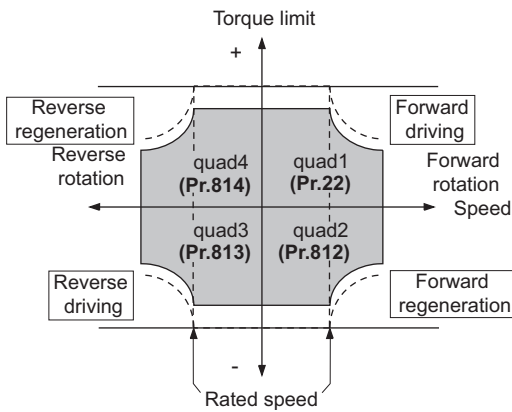 Torque limit
+
Reverse
regeneration
Forward
driving
Reverse
rotation
quad4
(Pr.814)
quad1
(Pr.22)
Forward
rotation
Speed
quad3
(Pr.813)
quad2
(Pr.812)
Reverse
driving
Forward
regeneration
-
Rated speed